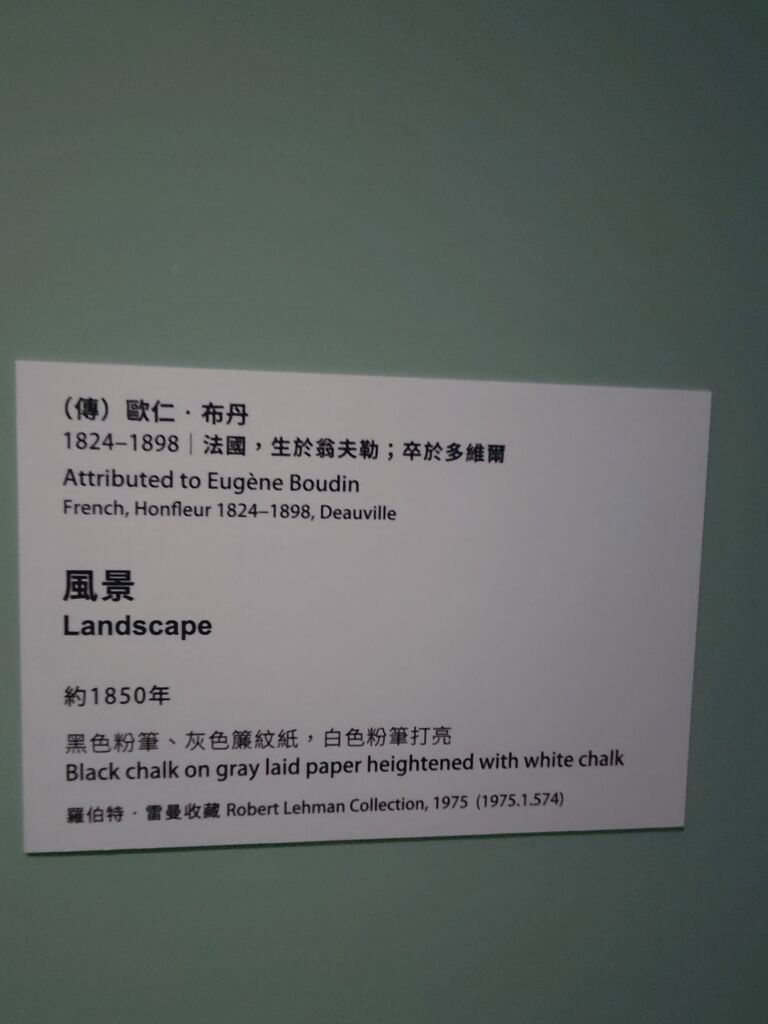 （傳）歐仁．布丹
1824–1898｜法國，生於翁夫勒；卒於多維爾
Attributed to Eugène Boudin
French, Honfleur 1824–1898, Deauville
風景
Landscape
約1850年
黑色粉筆、灰色簾紋紙，白色粉筆打亮
Black chalk on gray laid paper heightened with white chalk
羅伯特．雷曼收藏 Robert Lehman Collection, 1975 (1975.1.574)